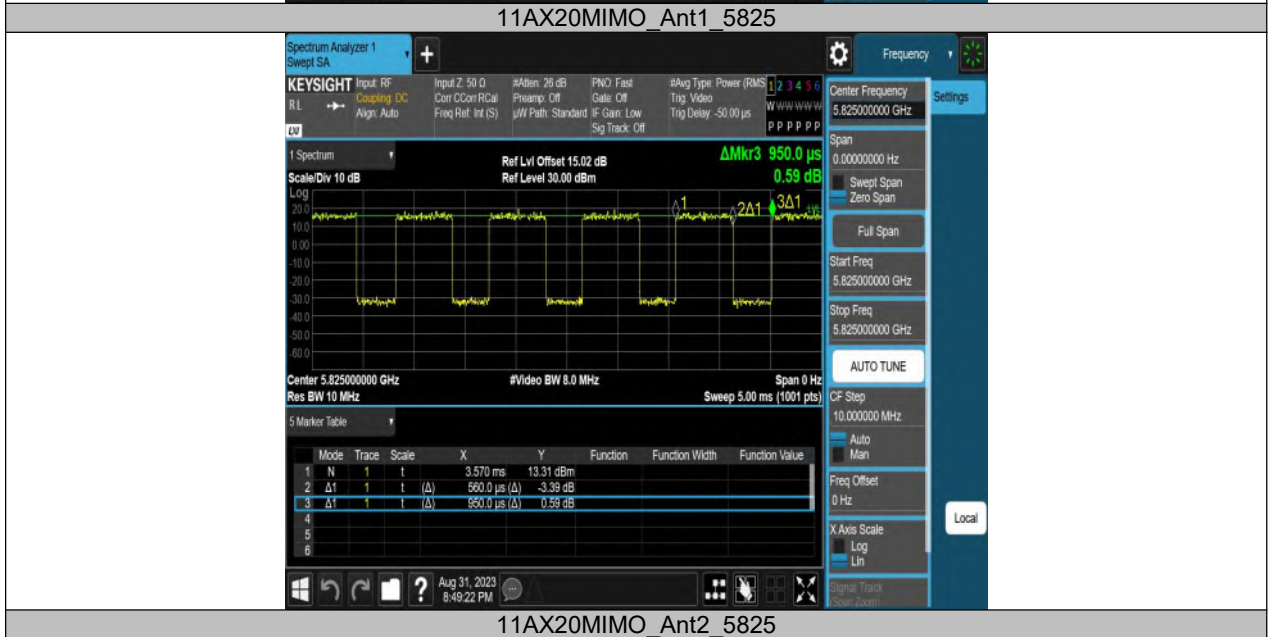 11AX20MIMO_Ant1_5825
Spectrum Analyzer 1
Swept SA
Frequency
KEYSIGHT
Input: RF
Coupling: DC
Align: Auto
Input Z: 50 Ω
Corr CCorr RCal
Freq Ref: Int (S)
#Atten: 26 dB
Preamp: Off
µW Path: Standard
PNO: Fast
Gate: Off
IF Gain: Low
Sig Track: Off
#Avg Type: Power (RMS
Trig: Video
Trig Delay: -50.00 µs
1 2 3 4 5 6
W W W W W W
P P P P P P
RL
LXI
Center Frequency
5.825000000 GHz
Settings
Span
0.00000000 Hz
Swept Span
Zero Span
Full Span
Start Freq
5.825000000 GHz
Stop Freq
5.825000000 GHz
AUTO TUNE
CF Step
10.000000 MHz
Auto
Man
Freq Offset
0 Hz
X Axis Scale
Log
Lin
Signal Track
(Span Zoom)
Local
1 Spectrum
Scale/Div 10 dB
Ref Lvl Offset 15.02 dB
Ref Level 30.00 dBm
ΔMkr3 950.0 µs
0.59 dB
Log
20.0
10.0
0.00
-10.0
-20.0
-30.0
-40.0
-50.0
-60.0
1
2Δ1
3Δ1
Center 5.825000000 GHz
Res BW 10 MHz
#Video BW 8.0 MHz
Span 0 Hz
Sweep 5.00 ms (1001 pts)
5 Marker Table
Mode Trace Scale X Y Function Function Width Function Value
1 N 1 t 3.570 ms 13.31 dBm
2 Δ1 1 t (Δ) 560.0 µs (Δ) -3.39 dB
3 Δ1 1 t (Δ) 950.0 µs (Δ) 0.59 dB
4
5
6
?
Aug 31, 2023
8:49:22 PM
11AX20MIMO_Ant2_5825